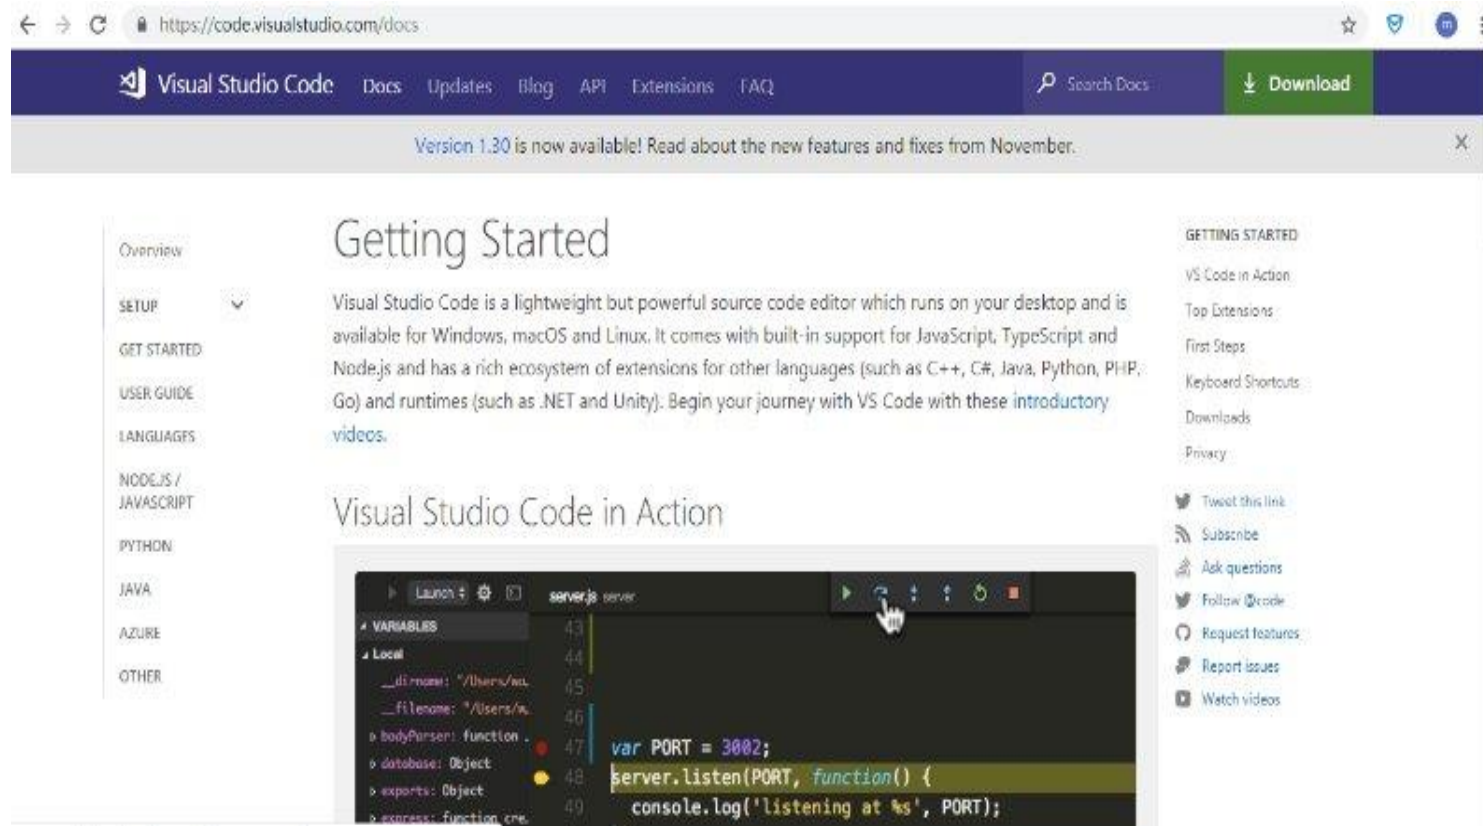 https://code.visualstudio.com/docs
m
Visual Studio Code Docs Updates Blog API Extensions FAQ Search Docs Download
Version 1.30 is now available! Read about the new features and fixes from November.
Overview
SETUP
GET STARTED
USER GUIDE
LANGUAGES
NODE.JS /
JAVASCRIPT
PYTHON
JAVA
AZURE
OTHER
Getting Started
Visual Studio Code is a lightweight but powerful source code editor which runs on your desktop and is
available for Windows, macOS and Linux. It comes with built-in support for JavaScript, TypeScript and
Node.js and has a rich ecosystem of extensions for other languages (such as C++, C#, Java, Python, PHP,
Go) and runtimes (such as .NET and Unity). Begin your journey with VS Code with these introductory
videos.
Visual Studio Code in Action
Launch
server.js server
VARIABLES
Local
__dirname: "/Users/
__filename: "/Users/
bodyParser: function
database: Object
exports: Object
express: function cre
43
44
45
46
47 var PORT = 3002;
48 server.listen(PORT, function() {
49 console.log('listening at %s', PORT);
GETTING STARTED
VS Code in Action
Top Extensions
First Steps
Keyboard Shortcuts
Downloads
Privacy
Tweet this link
Subscribe
Ask questions
Follow @code
Request features
Report issues
Watch videos